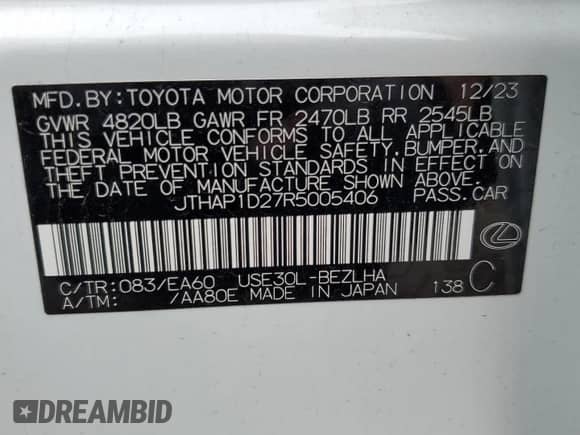 MFD.BY:TOYOTA MOTOR CORPORATION 12/23
GVWR 4820LB GAWR FR 2470LB RR 2545LB
THIS VEHICLE CONFORMS TO ALL APPLICABLE
FEDERAL MOTOR VEHICLE SAFETY,BUMPER,AND
THEFT PREVENTION STANDARDS IN EFFECT ON
THE DATE OF MANUFACTURE SHOWN ABOVE.
JTHAP1D27R5005406 PASS.CAR
C/TR:083/EA60 USE30L-BEZLHA
A/TM: /AA80E MADE IN JAPAN 138 C
DREAMBID